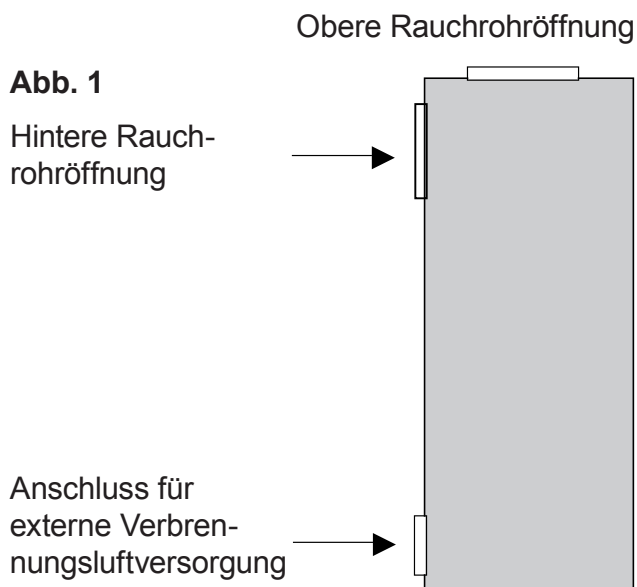 Obere Rauchrohröffnung
Abb. 1
Hintere Rauch-
rohröffnung
Anschluss für
externe Verbren-
nungsluftversorgung